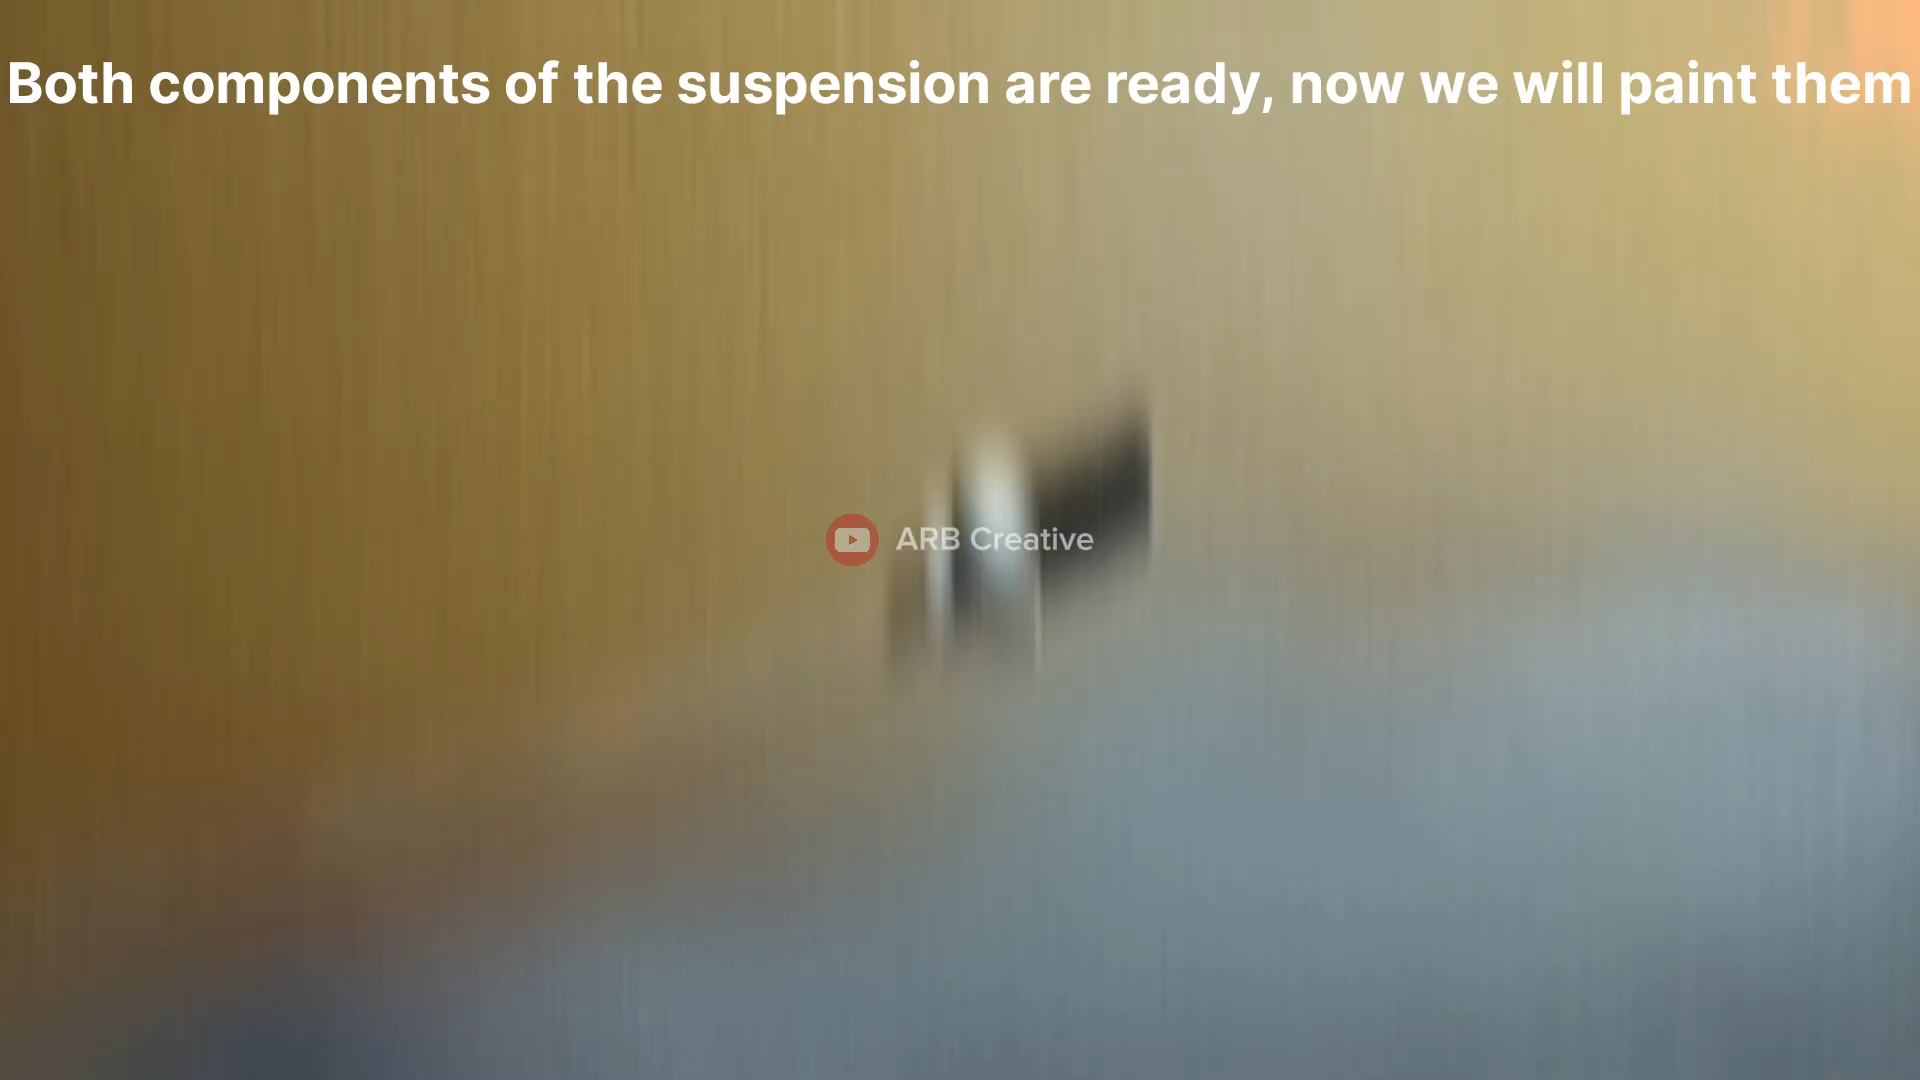 Both components of the suspension are ready, now we will paint them
ARB Creative